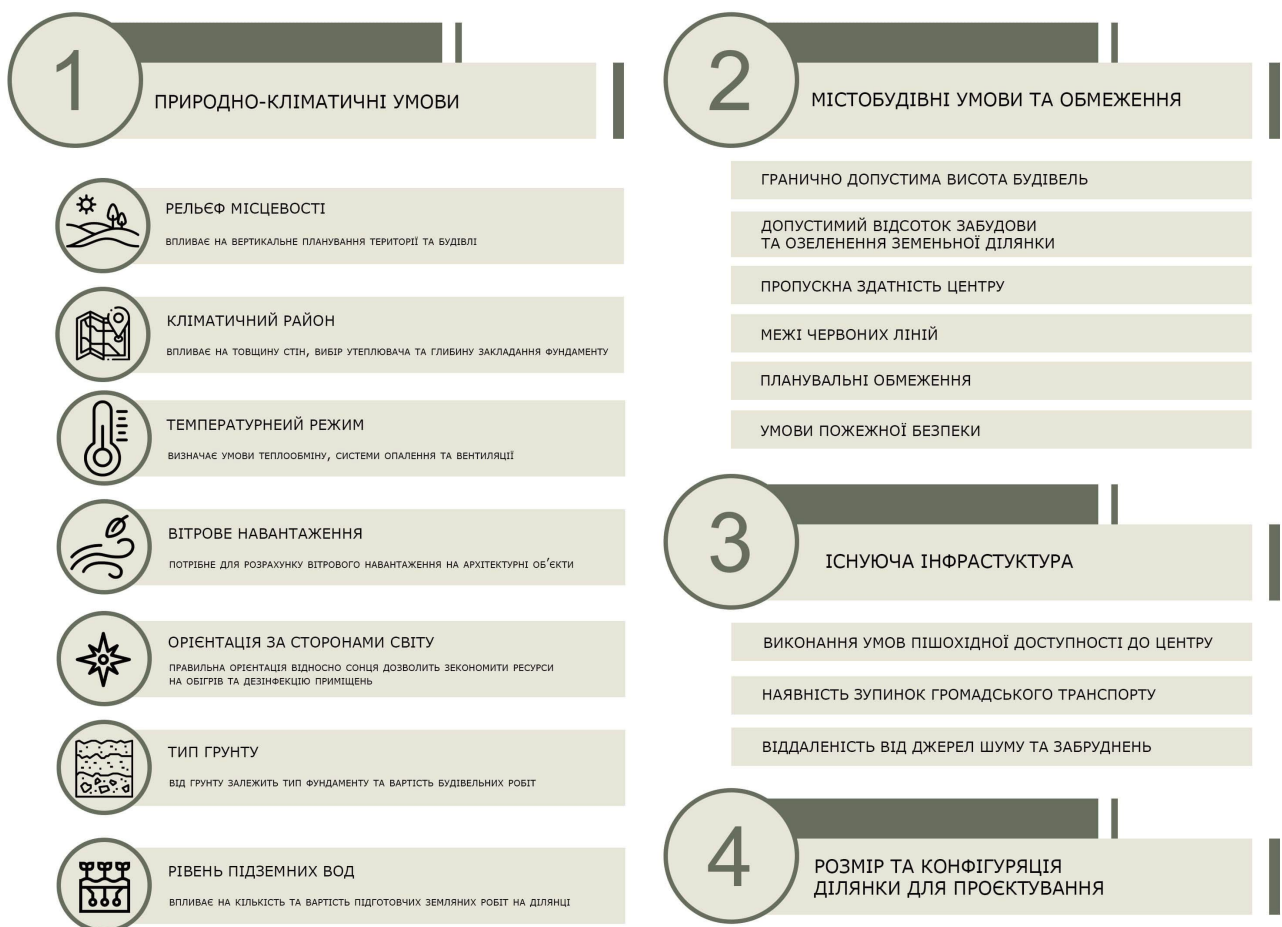 1
ПРИРОДНО-КЛІМАТИЧНІ УМОВИ
РЕЛЬЄФ МІСЦЕВОСТІ
ВПЛИВАЄ НА ВЕРТИКАЛЬНЕ ПЛАНУВАННЯ ТЕРИТОРІЇ ТА БУДІВЛІ
КЛІМАТИЧНИЙ РАЙОН
ВПЛИВАЄ НА ТОВЩИНУ СТІН, ВИБІР УТЕПЛЮВАЧА ТА ГЛИБИНУ ЗАКЛАДАННЯ ФУНДАМЕНТУ
ТЕМПЕРАТУРНЕИЙ РЕЖИМ
ВИЗНАЧАЄ УМОВИ ТЕПЛООБМІНУ, СИСТЕМИ ОПАЛЕННЯ ТА ВЕНТИЛЯЦІЇ
ВІТРОВЕ НАВАНТАЖЕННЯ
ПОТРІБНЕ ДЛЯ РОЗРАХУНКУ ВІТРОВОГО НАВАНТАЖЕННЯ НА АРХІТЕКТУРНІ ОБ'ЄКТИ
ОРІЄНТАЦІЯ ЗА СТОРОНАМИ СВІТУ
ПРАВИЛЬНА ОРІЄНТАЦІЯ ВІДНОСНО СОНЦЯ ДОЗВОЛИТЬ ЗЕКОНОМИТИ РЕСУРСИ
НА ОБІГРІВ ТА ДЕЗІНФЕКЦІЮ ПРИМІЩЕНЬ
ТИП ГРУНТУ
ВІД ГРУНТУ ЗАЛЕЖИТЬ ТИП ФУНДАМЕНТУ ТА ВАРТІСТЬ БУДІВЕЛЬНИХ РОБІТ
РІВЕНЬ ПІДЗЕМНИХ ВОД
ВПЛИВАЄ НА КІЛЬКІСТЬ ТА ВАРТІСТЬ ПІДГОТОВЧИХ ЗЕМЛЯНИХ РОБІТ НА ДІЛЯНЦІ
2
МІСТОБУДІВНІ УМОВИ ТА ОБМЕЖЕННЯ
ГРАНИЧНО ДОПУСТИМА ВИСОТА БУДІВЕЛЬ
ДОПУСТИМИЙ ВІДСОТОК ЗАБУДОВИ
ТА ОЗЕЛЕНЕННЯ ЗЕМЕНЬНОЇ ДІЛЯНКИ
ПРОПУСКНА ЗДАТНІСТЬ ЦЕНТРУ
МЕЖІ ЧЕРВОНИХ ЛІНІЙ
ПЛАНУВАЛЬНІ ОБМЕЖЕННЯ
УМОВИ ПОЖЕЖНОЇ БЕЗПЕКИ
3
ІСНУЮЧА ІНФРАСТУКТУРА
ВИКОНАННЯ УМОВ ПІШОХІДНОЇ ДОСТУПНОСТІ ДО ЦЕНТРУ
НАЯВНІСТЬ ЗУПИНОК ГРОМАДСЬКОГО ТРАНСПОРТУ
ВІДДАЛЕНІСТЬ ВІД ДЖЕРЕЛ ШУМУ ТА ЗАБРУДНЕНЬ
4
РОЗМІР ТА КОНФІГУРЯЦІЯ
ДІЛЯНКИ ДЛЯ ПРОЄКТУВАННЯ